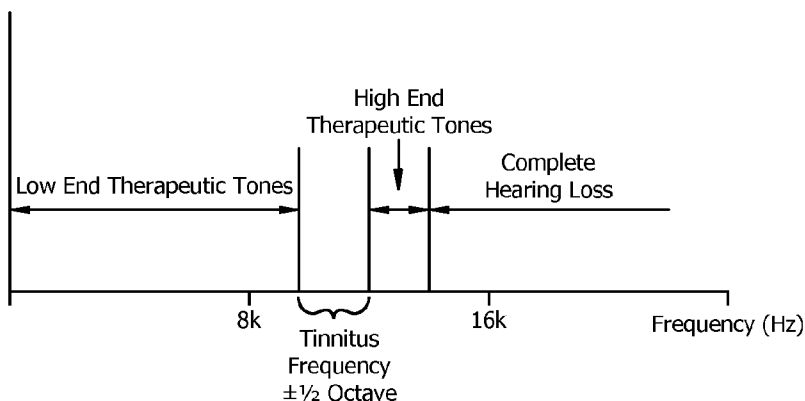 High End
Therapeutic Tones
Low End Therapeutic Tones
Complete
Hearing Loss
8k
16k
Frequency (Hz)
Tinnitus
Frequency
±½ Octave